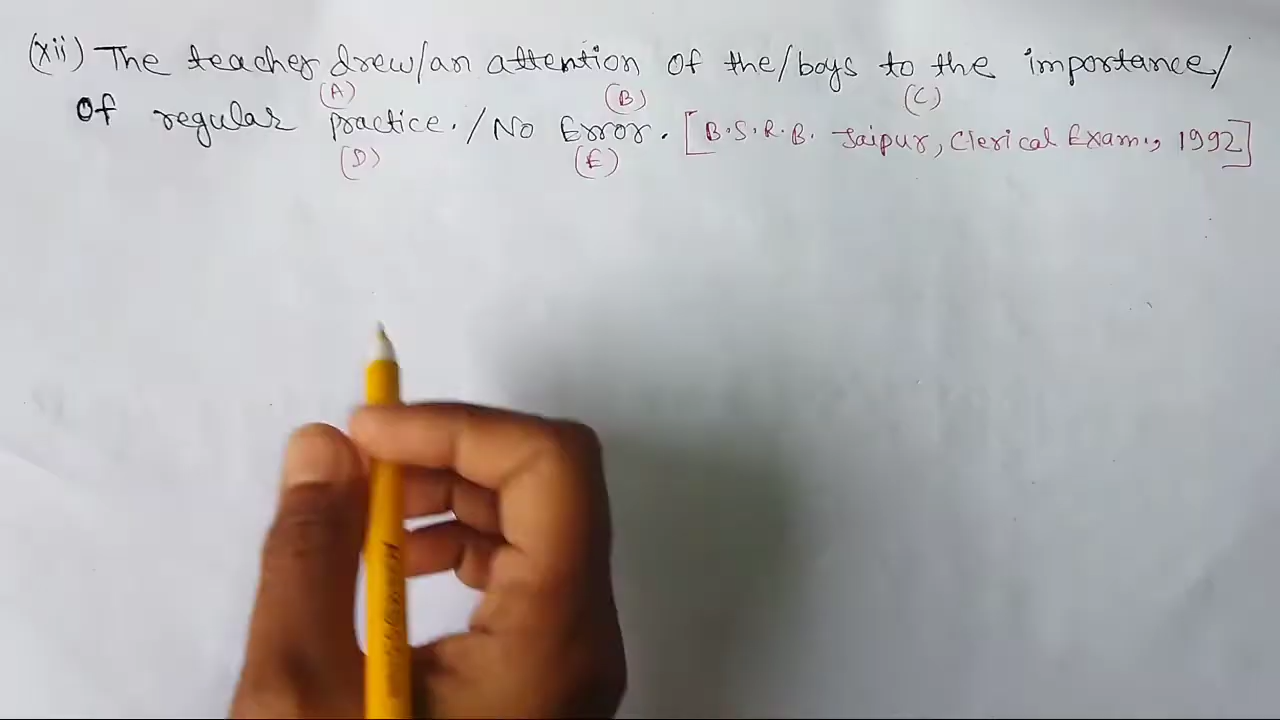 (xii) The teacher drew/an attention of the/boys to the importance/
(A) (B) (C)
of regular practice./No Error. [B.S.R.B. Jaipur, Clerical Exam., 1992]
(D) (E)